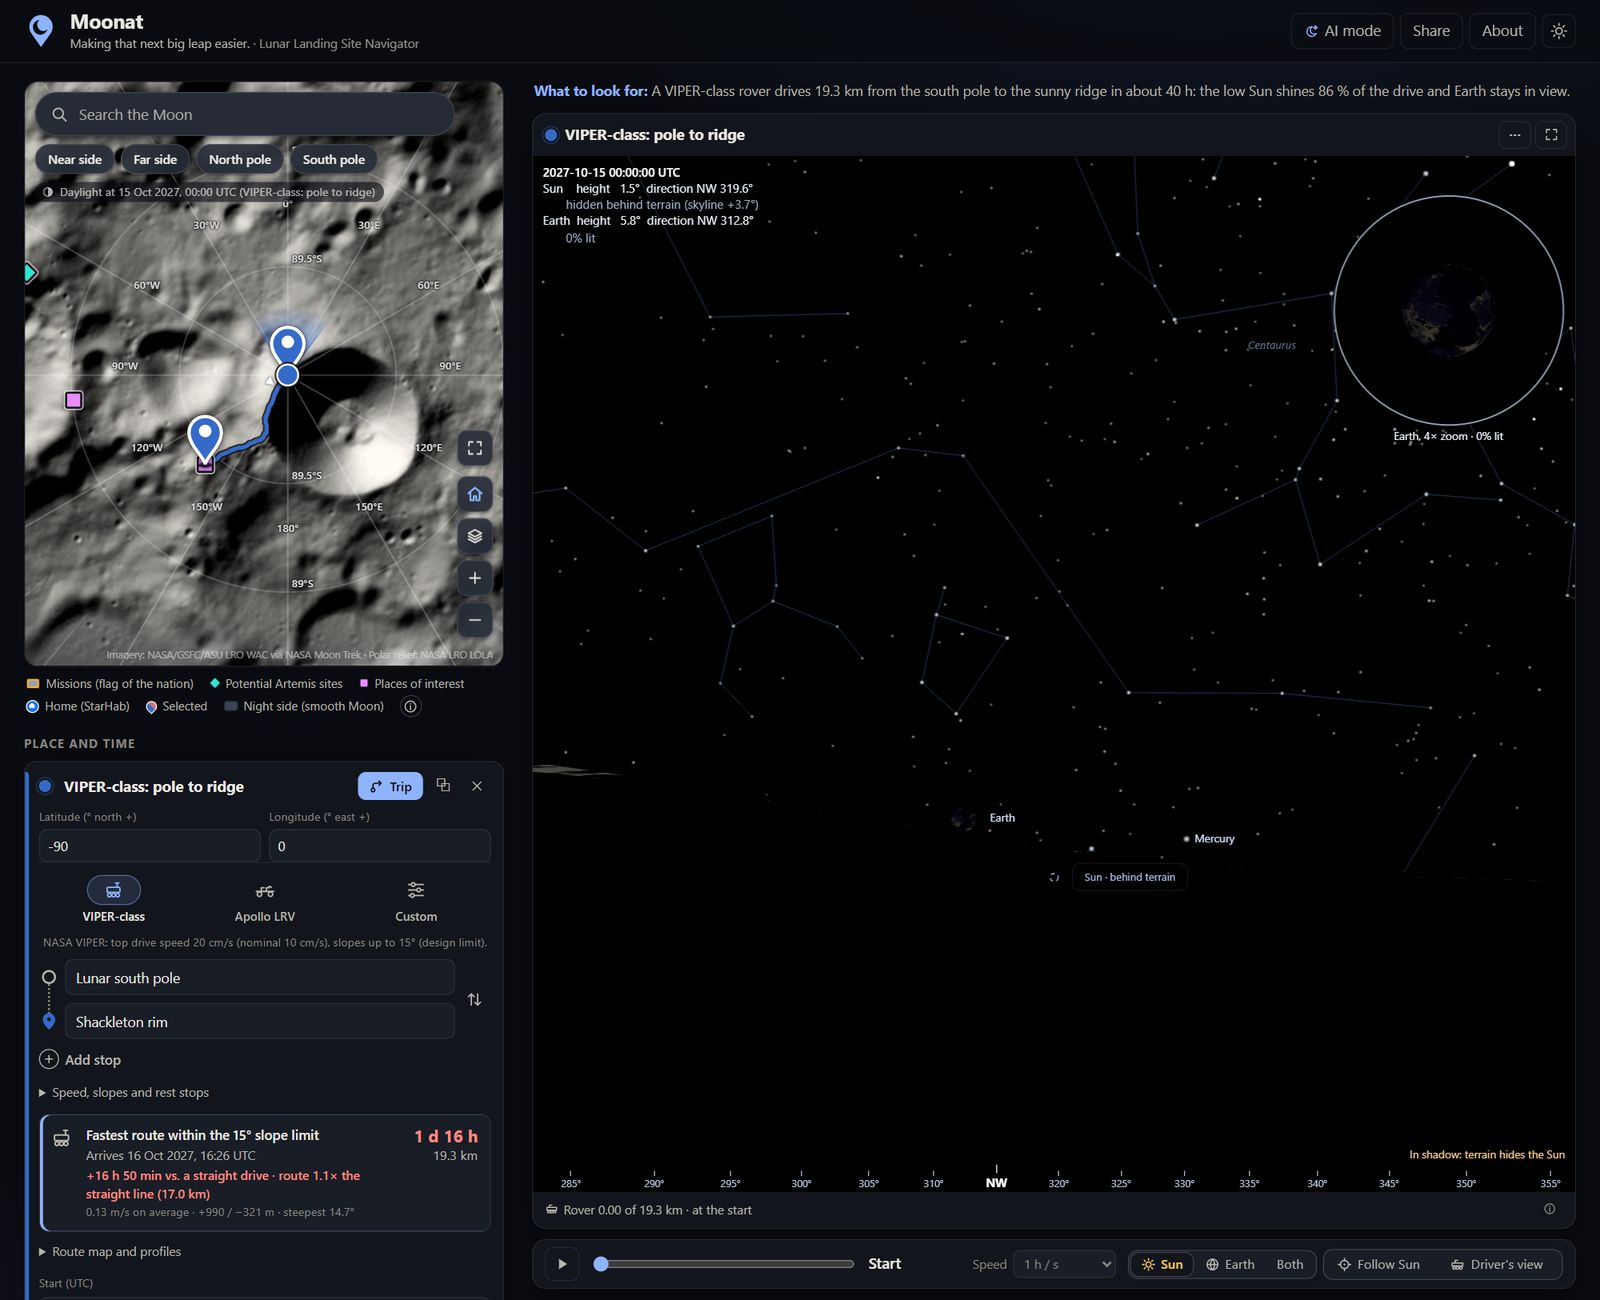 Moonat
Making that next big leap easier. · Lunar Landing Site Navigator
AI mode
Share
About
Search the Moon
Near side
Far side
North pole
South pole
Daylight at 15 Oct 2027, 00:00 UTC (VIPER-class: pole to ridge)
0°
30°W
30°E
89.5°S
60°W
60°E
90°W
90°E
120°W
120°E
89.5°S
150°W
150°E
180°
89°S
Imagery: NASA/GSFC/ASU LRO WAC via NASA Moon Trek · Polar relief: NASA LRO LOLA
Missions (flag of the nation)
Potential Artemis sites
Places of interest
Home (StarHab)
Selected
Night side (smooth Moon)
PLACE AND TIME
VIPER-class: pole to ridge
Trip
Latitude (° north +)
Longitude (° east +)
-90
0
VIPER-class
Apollo LRV
Custom
NASA VIPER: top drive speed 20 cm/s (nominal 10 cm/s), slopes up to 15° (design limit).
Lunar south pole
Shackleton rim
Add stop
Speed, slopes and rest stops
Fastest route within the 15° slope limit
1 d 16 h
Arrives 16 Oct 2027, 16:26 UTC
19.3 km
+16 h 50 min vs. a straight drive · route 1.1× the
straight line (17.0 km)
0.13 m/s on average · +990 / −321 m · steepest 14.7°
Route map and profiles
Start (UTC)
What to look for: A VIPER-class rover drives 19.3 km from the south pole to the sunny ridge in about 40 h: the low Sun shines 86 % of the drive and Earth stays in view.
VIPER-class: pole to ridge
2027-10-15 00:00:00 UTC
Sun height 1.5° direction NW 319.6°
hidden behind terrain (skyline +3.7°)
Earth height 5.8° direction NW 312.8°
0% lit
Centaurus
Earth, 4× zoom · 0% lit
Earth
Mercury
Sun · behind terrain
In shadow: terrain hides the Sun
285°
290°
295°
300°
305°
310°
NW
320°
325°
330°
335°
340°
345°
350°
355°
Rover 0.00 of 19.3 km · at the start
Start
Speed
1 h / s
Sun
Earth
Both
Follow Sun
Driver's view